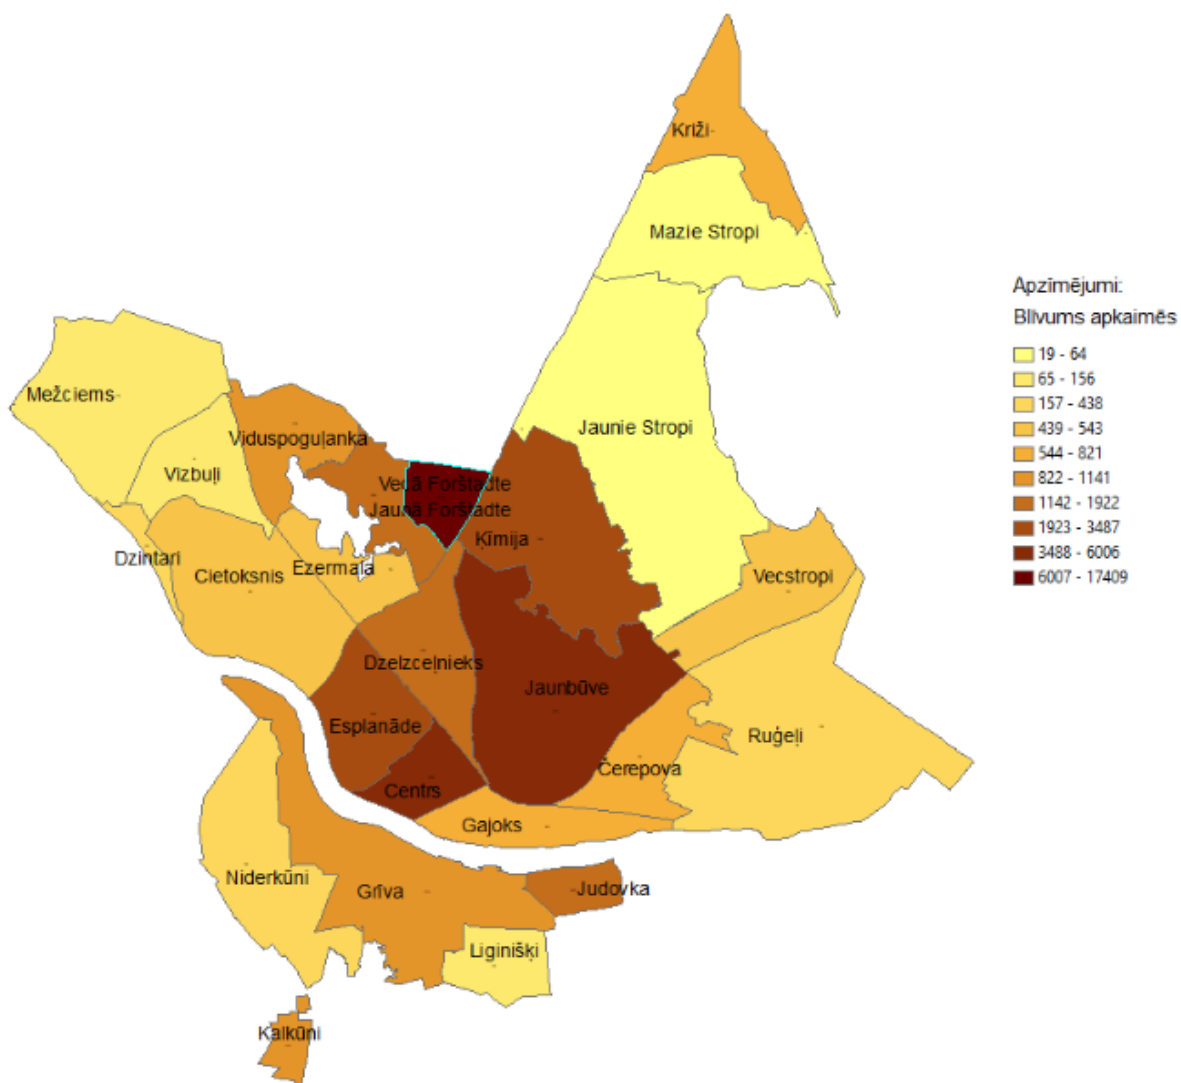 Križi
Mazie Stropi
Apzīmējumi:
Blīvums apkaimēs
19 - 64
65 - 156
157 - 438
439 - 543
544 - 821
822 - 1141
1142 - 1922
1923 - 3487
3488 - 6006
6007 - 17409
Mežciems
Jaunie Stropi
Viduspoguļanka
Vizbuļi
Vecā Forštadte
Jaunā Forštadte
Ķīmija
Dzintari
Ezermala
Cietoksnis
Vecstropi
Dzelzceļnieks
Jaunbūve
Esplanāde
Ruģeļi
Čerepova
Centrs
Gajoks
Niderkūni
Grīva
Judovka
Liginišķi
Kalkūni